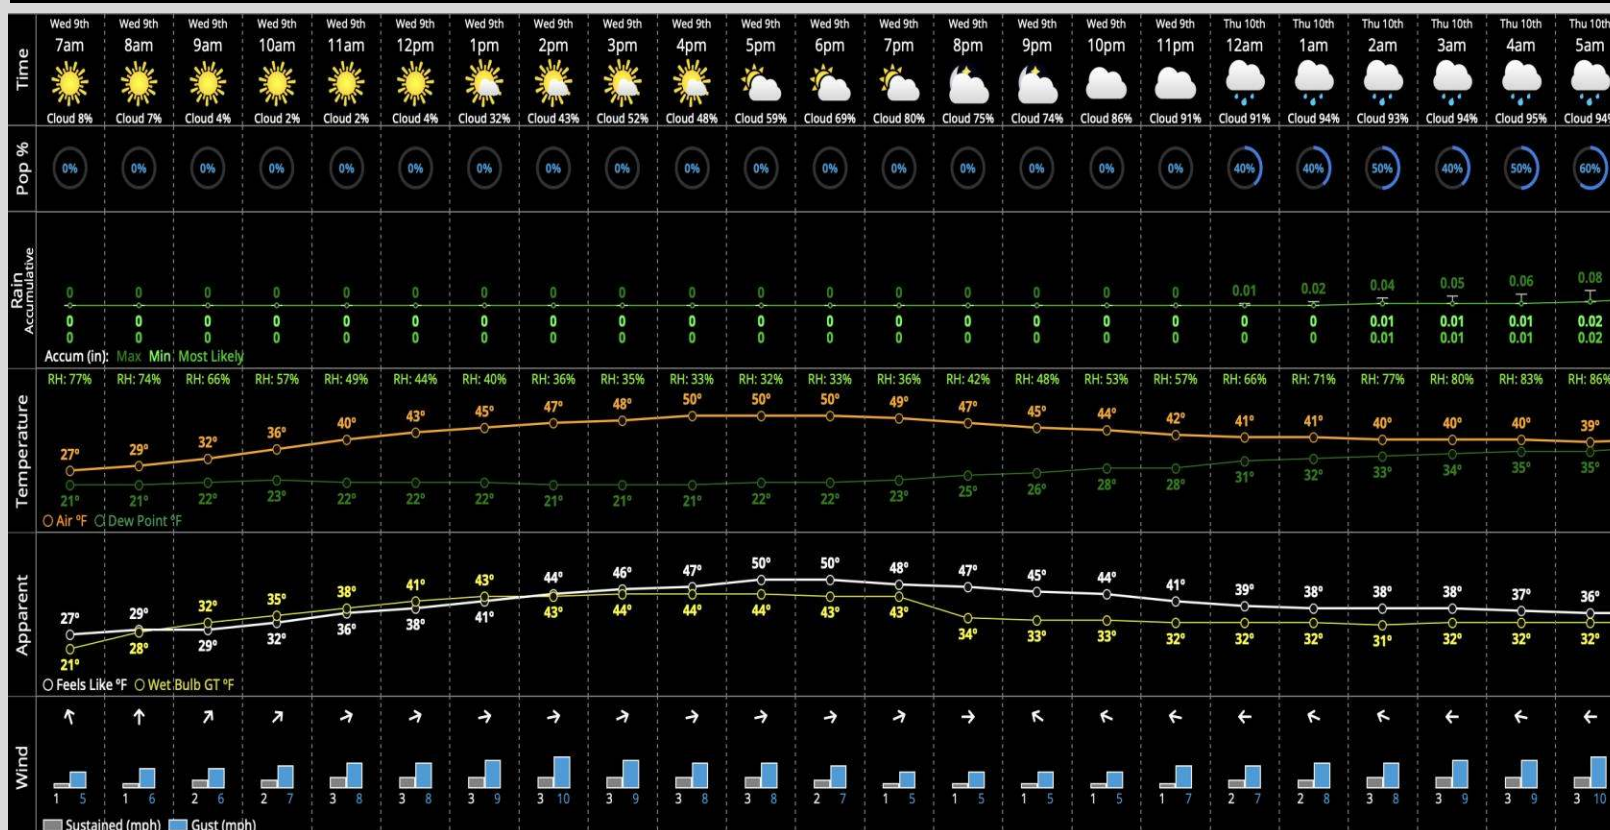 Wed 9th Wed 9th Wed 9th Wed 9th Wed 9th Wed 9th Wed 9th Wed 9th Wed 9th Wed 9th Wed 9th Wed 9th Wed 9th Wed 9th Wed 9th Wed 9th Wed 9th Thu 10th Thu 10th Thu 10th Thu 10th Thu 10th Thu 10th
Time
7am 8am 9am 10am 11am 12pm 1pm 2pm 3pm 4pm 5pm 6pm 7pm 8pm 9pm 10pm 11pm 12am 1am 2am 3am 4am 5am
Cloud 8% Cloud 7% Cloud 4% Cloud 2% Cloud 2% Cloud 4% Cloud 32% Cloud 43% Cloud 52% Cloud 48% Cloud 59% Cloud 69% Cloud 80% Cloud 75% Cloud 74% Cloud 86% Cloud 91% Cloud 91% Cloud 94% Cloud 93% Cloud 94% Cloud 95% Cloud 94%
Pop %
0% 0% 0% 0% 0% 0% 0% 0% 0% 0% 0% 0% 0% 0% 0% 0% 0% 40% 40% 50% 40% 50% 60%
Rain
Accumulative
0 0 0 0 0 0 0 0 0 0 0 0 0 0 0 0 0 0.01 0.02 0.04 0.05 0.06 0.08
0 0 0 0 0 0 0 0 0 0 0 0 0 0 0 0 0 0 0 0.01 0.01 0.01 0.02
0 0 0 0 0 0 0 0 0 0 0 0 0 0 0 0 0 0 0 0.01 0.01 0.01 0.02
Accum (in): Max Min Most Likely
Temperature
RH: 77% RH: 74% RH: 66% RH: 57% RH: 49% RH: 44% RH: 40% RH: 36% RH: 35% RH: 33% RH: 32% RH: 33% RH: 36% RH: 42% RH: 48% RH: 53% RH: 57% RH: 66% RH: 71% RH: 77% RH: 80% RH: 83% RH: 86%
27° 29° 32° 36° 40° 43° 45° 47° 48° 50° 50° 50° 49° 47° 45° 44° 42° 41° 41° 40° 40° 40° 39°
21° 21° 22° 23° 22° 22° 22° 21° 21° 21° 22° 22° 23° 25° 26° 28° 28° 31° 32° 33° 34° 35° 35°
Air °F Dew Point °F
Apparent
27° 29° 32° 35° 38° 41° 43° 44° 46° 47° 50° 50° 48° 47° 45° 44° 41° 39° 38° 38° 38° 37° 36°
21° 28° 29° 32° 36° 38° 41° 43° 44° 44° 44° 43° 43° 34° 33° 33° 32° 32° 32° 31° 32° 32° 32°
Feels Like °F Wet Bulb GT °F
Wind
1 5 1 6 2 6 2 7 3 8 3 8 3 9 3 10 3 9 3 8 3 8 2 7 1 5 1 5 1 5 1 5 1 7 2 7 2 8 3 8 3 9 3 9 3 10
Sustained (mph) Gust (mph)